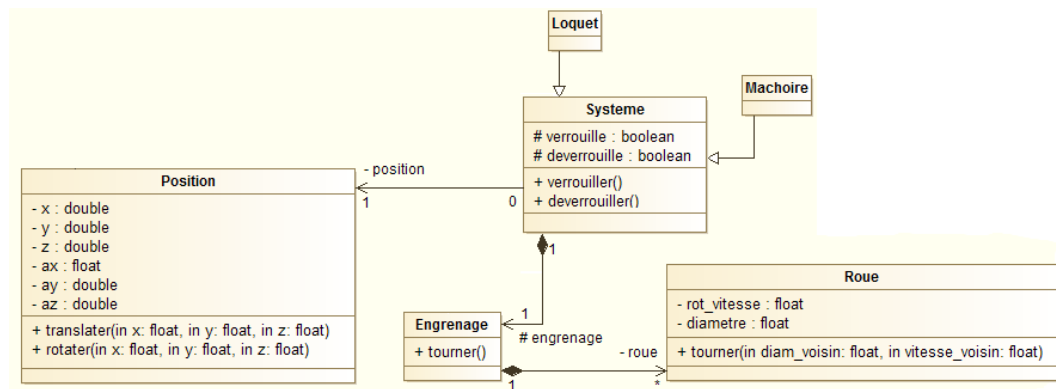 Loquet
Machoire
Systeme
# verrouille : boolean
# deverrouille : boolean
+ verrouiller()
+ deverrouiller()
- position
1
0
Position
- x : double
- y : double
- z : double
- ax : float
- ay : double
- az : double
+ translater(in x: float, in y: float, in z: float)
+ rotater(in x: float, in y: float, in z: float)
1
1
# engrenage
Engrenage
+ tourner()
- roue
1
*
Roue
- rot_vitesse : float
- diametre : float
+ tourner(in diam_voisin: float, in vitesse_voisin: float)